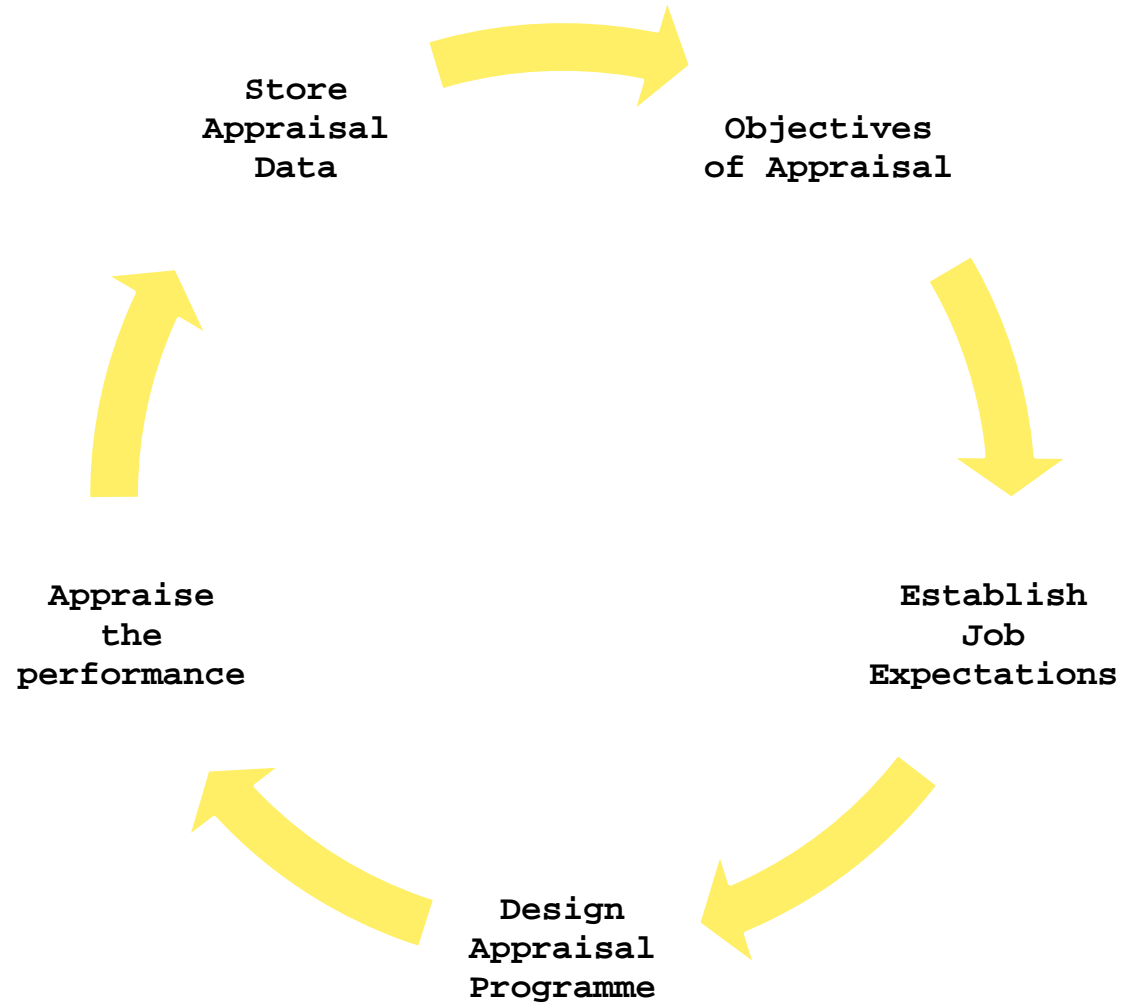 Store
Appraisal
Data
Objectives
of Appraisal
Establish
Job
Expectations
Design
Appraisal
Programme
Appraise
the
performance